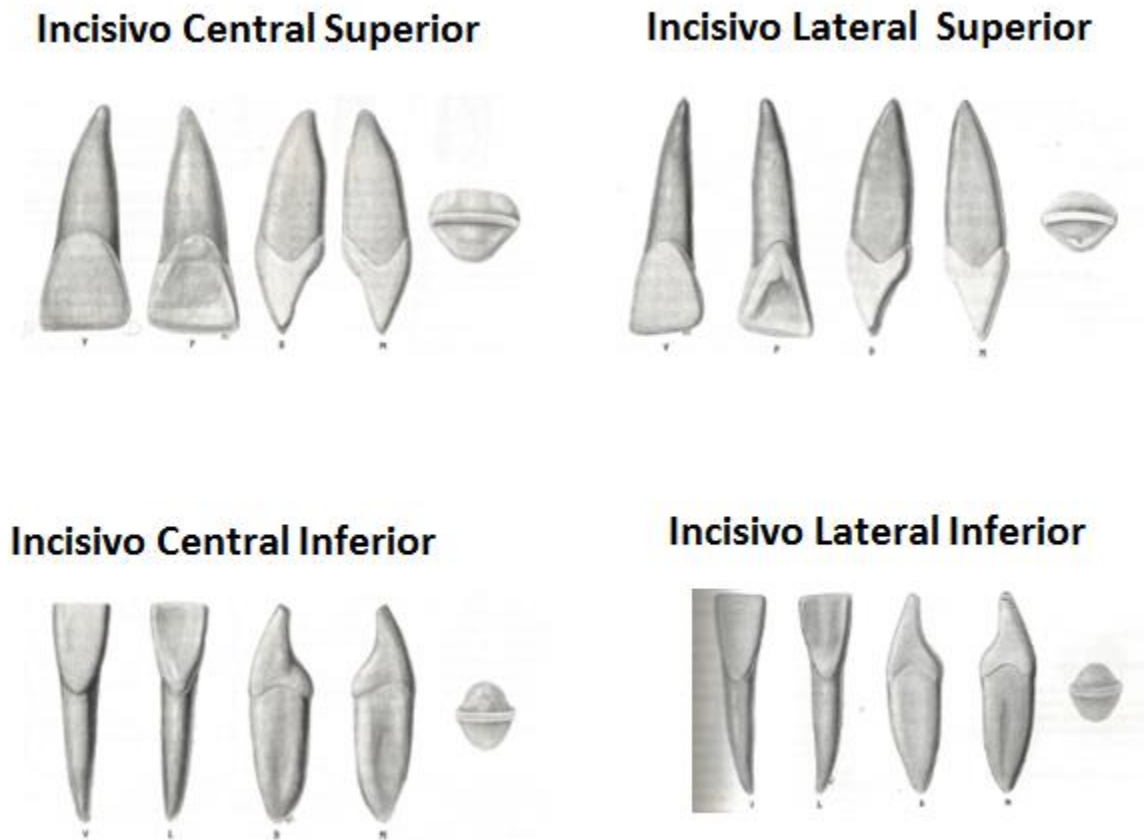 Incisivo Central Superior
Incisivo Lateral  Superior
V P D M
V P D M
Incisivo Central Inferior
Incisivo Lateral Inferior
V L D M
L